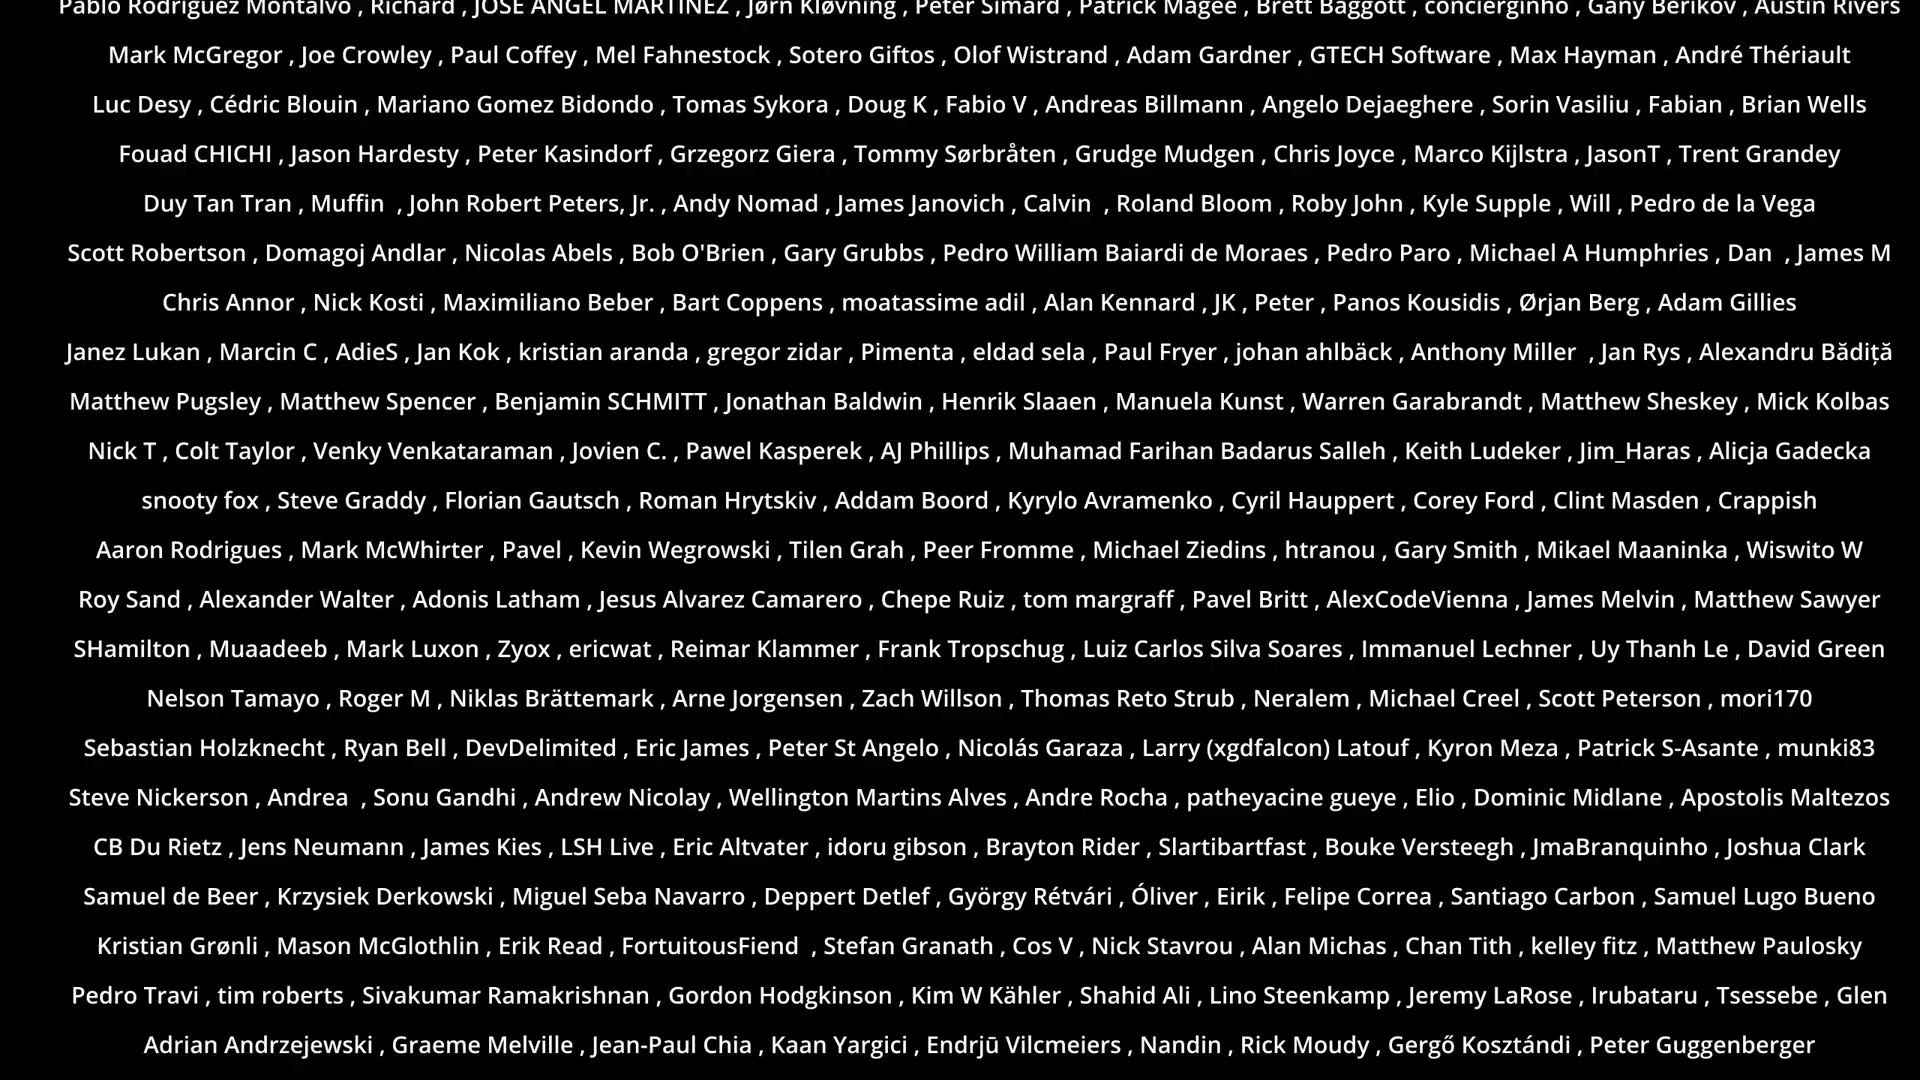 Pablo Rodriguez Montalvo , Richard , JOSE ANGEL MARTINEZ , Jørn Kløvning , Peter Simard , Patrick Magee , Brett Baggott , concierginho , Gany Berikov , Austin Rivers
Mark McGregor , Joe Crowley , Paul Coffey , Mel Fahnestock , Sotero Giftos , Olof Wistrand , Adam Gardner , GTECH Software , Max Hayman , André Thériault
Luc Desy , Cédric Blouin , Mariano Gomez Bidondo , Tomas Sykora , Doug K , Fabio V , Andreas Billmann , Angelo Dejaeghere , Sorin Vasiliu , Fabian , Brian Wells
Fouad CHICHI , Jason Hardesty , Peter Kasindorf , Grzegorz Giera , Tommy Sørbråten , Grudge Mudgen , Chris Joyce , Marco Kijlstra , JasonT , Trent Grandey
Duy Tan Tran , Muffin  , John Robert Peters, Jr. , Andy Nomad , James Janovich , Calvin  , Roland Bloom , Roby John , Kyle Supple , Will , Pedro de la Vega
Scott Robertson , Domagoj Andlar , Nicolas Abels , Bob O'Brien , Gary Grubbs , Pedro William Baiardi de Moraes , Pedro Paro , Michael A Humphries , Dan  , James M
Chris Annor , Nick Kosti , Maximiliano Beber , Bart Coppens , moatassime adil , Alan Kennard , JK , Peter , Panos Kousidis , Ørjan Berg , Adam Gillies
Janez Lukan , Marcin C , AdieS , Jan Kok , kristian aranda , gregor zidar , Pimenta , eldad sela , Paul Fryer , johan ahlbäck , Anthony Miller  , Jan Rys , Alexandru Bădiță
Matthew Pugsley , Matthew Spencer , Benjamin SCHMITT , Jonathan Baldwin , Henrik Slaaen , Manuela Kunst , Warren Garabrandt , Matthew Sheskey , Mick Kolbas
Nick T , Colt Taylor , Venky Venkataraman , Jovien C. , Pawel Kasperek , AJ Phillips , Muhamad Farihan Badarus Salleh , Keith Ludeker , Jim_Haras , Alicja Gadecka
snooty fox , Steve Graddy , Florian Gautsch , Roman Hrytskiv , Addam Boord , Kyrylo Avramenko , Cyril Hauppert , Corey Ford , Clint Masden , Crappish
Aaron Rodrigues , Mark McWhirter , Pavel , Kevin Wegrowski , Tilen Grah , Peer Fromme , Michael Ziedins , htranou , Gary Smith , Mikael Maaninka , Wiswito W
Roy Sand , Alexander Walter , Adonis Latham , Jesus Alvarez Camarero , Chepe Ruiz , tom margraff , Pavel Britt , AlexCodeVienna , James Melvin , Matthew Sawyer
SHamilton , Muaadeeb , Mark Luxon , Zyox , ericwat , Reimar Klammer , Frank Tropschug , Luiz Carlos Silva Soares , Immanuel Lechner , Uy Thanh Le , David Green
Nelson Tamayo , Roger M , Niklas Brättemark , Arne Jorgensen , Zach Willson , Thomas Reto Strub , Neralem , Michael Creel , Scott Peterson , mori170
Sebastian Holzknecht , Ryan Bell , DevDelimited , Eric James , Peter St Angelo , Nicolás Garaza , Larry (xgdfalcon) Latouf , Kyron Meza , Patrick S-Asante , munki83
Steve Nickerson , Andrea  , Sonu Gandhi , Andrew Nicolay , Wellington Martins Alves , Andre Rocha , patheyacine gueye , Elio , Dominic Midlane , Apostolis Maltezos
CB Du Rietz , Jens Neumann , James Kies , LSH Live , Eric Altvater , idoru gibson , Brayton Rider , Slartibartfast , Bouke Versteegh , JmaBranquinho , Joshua Clark
Samuel de Beer , Krzysiek Derkowski , Miguel Seba Navarro , Deppert Detlef , György Rétvári , Óliver , Eirik , Felipe Correa , Santiago Carbon , Samuel Lugo Bueno
Kristian Grønli , Mason McGlothlin , Erik Read , FortuitousFiend  , Stefan Granath , Cos V , Nick Stavrou , Alan Michas , Chan Tith , kelley fitz , Matthew Paulosky
Pedro Travi , tim roberts , Sivakumar Ramakrishnan , Gordon Hodgkinson , Kim W Kähler , Shahid Ali , Lino Steenkamp , Jeremy LaRose , Irubataru , Tsessebe , Glen
Adrian Andrzejewski , Graeme Melville , Jean-Paul Chia , Kaan Yargici , Endrjū Vilcmeiers , Nandin , Rick Moudy , Gergő Kosztándi , Peter Guggenberger